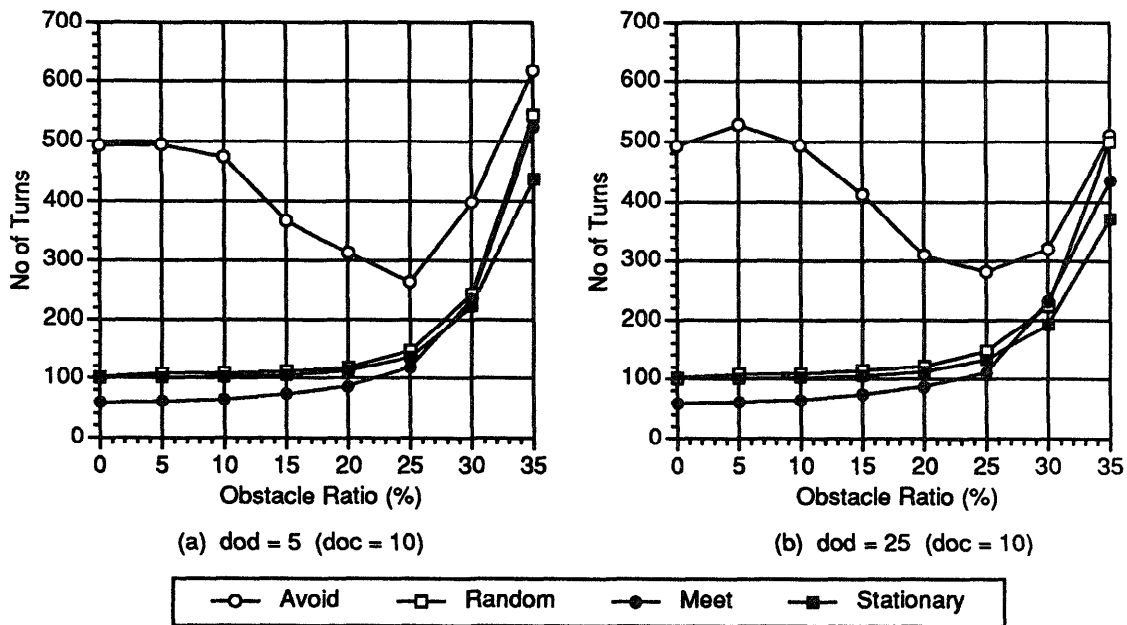 700
600
500
400
300
200
100
0
No of Turns
0 5 10 15 20 25 30 35
Obstacle Ratio (%)
(a) dod = 5 (doc = 10)
700
600
500
400
300
200
100
0
No of Turns
0 5 10 15 20 25 30 35
Obstacle Ratio (%)
(b) dod = 25 (doc = 10)
Avoid Random Meet Stationary